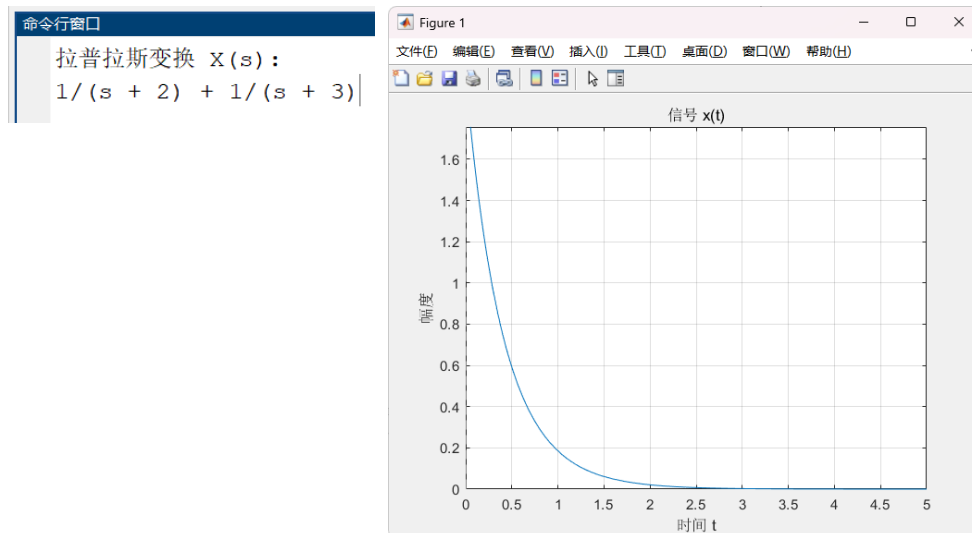 命令行窗口
拉普拉斯变换 X(s):
1/(s + 2) + 1/(s + 3)
Figure 1
文件(F) 编辑(E) 查看(V) 插入(I) 工具(T) 桌面(D) 窗口(W) 帮助(H)
信号 x(t)
幅度
1.6
1.4
1.2
1
0.8
0.6
0.4
0.2
0
0 0.5 1 1.5 2 2.5 3 3.5 4 4.5 5
时间 t